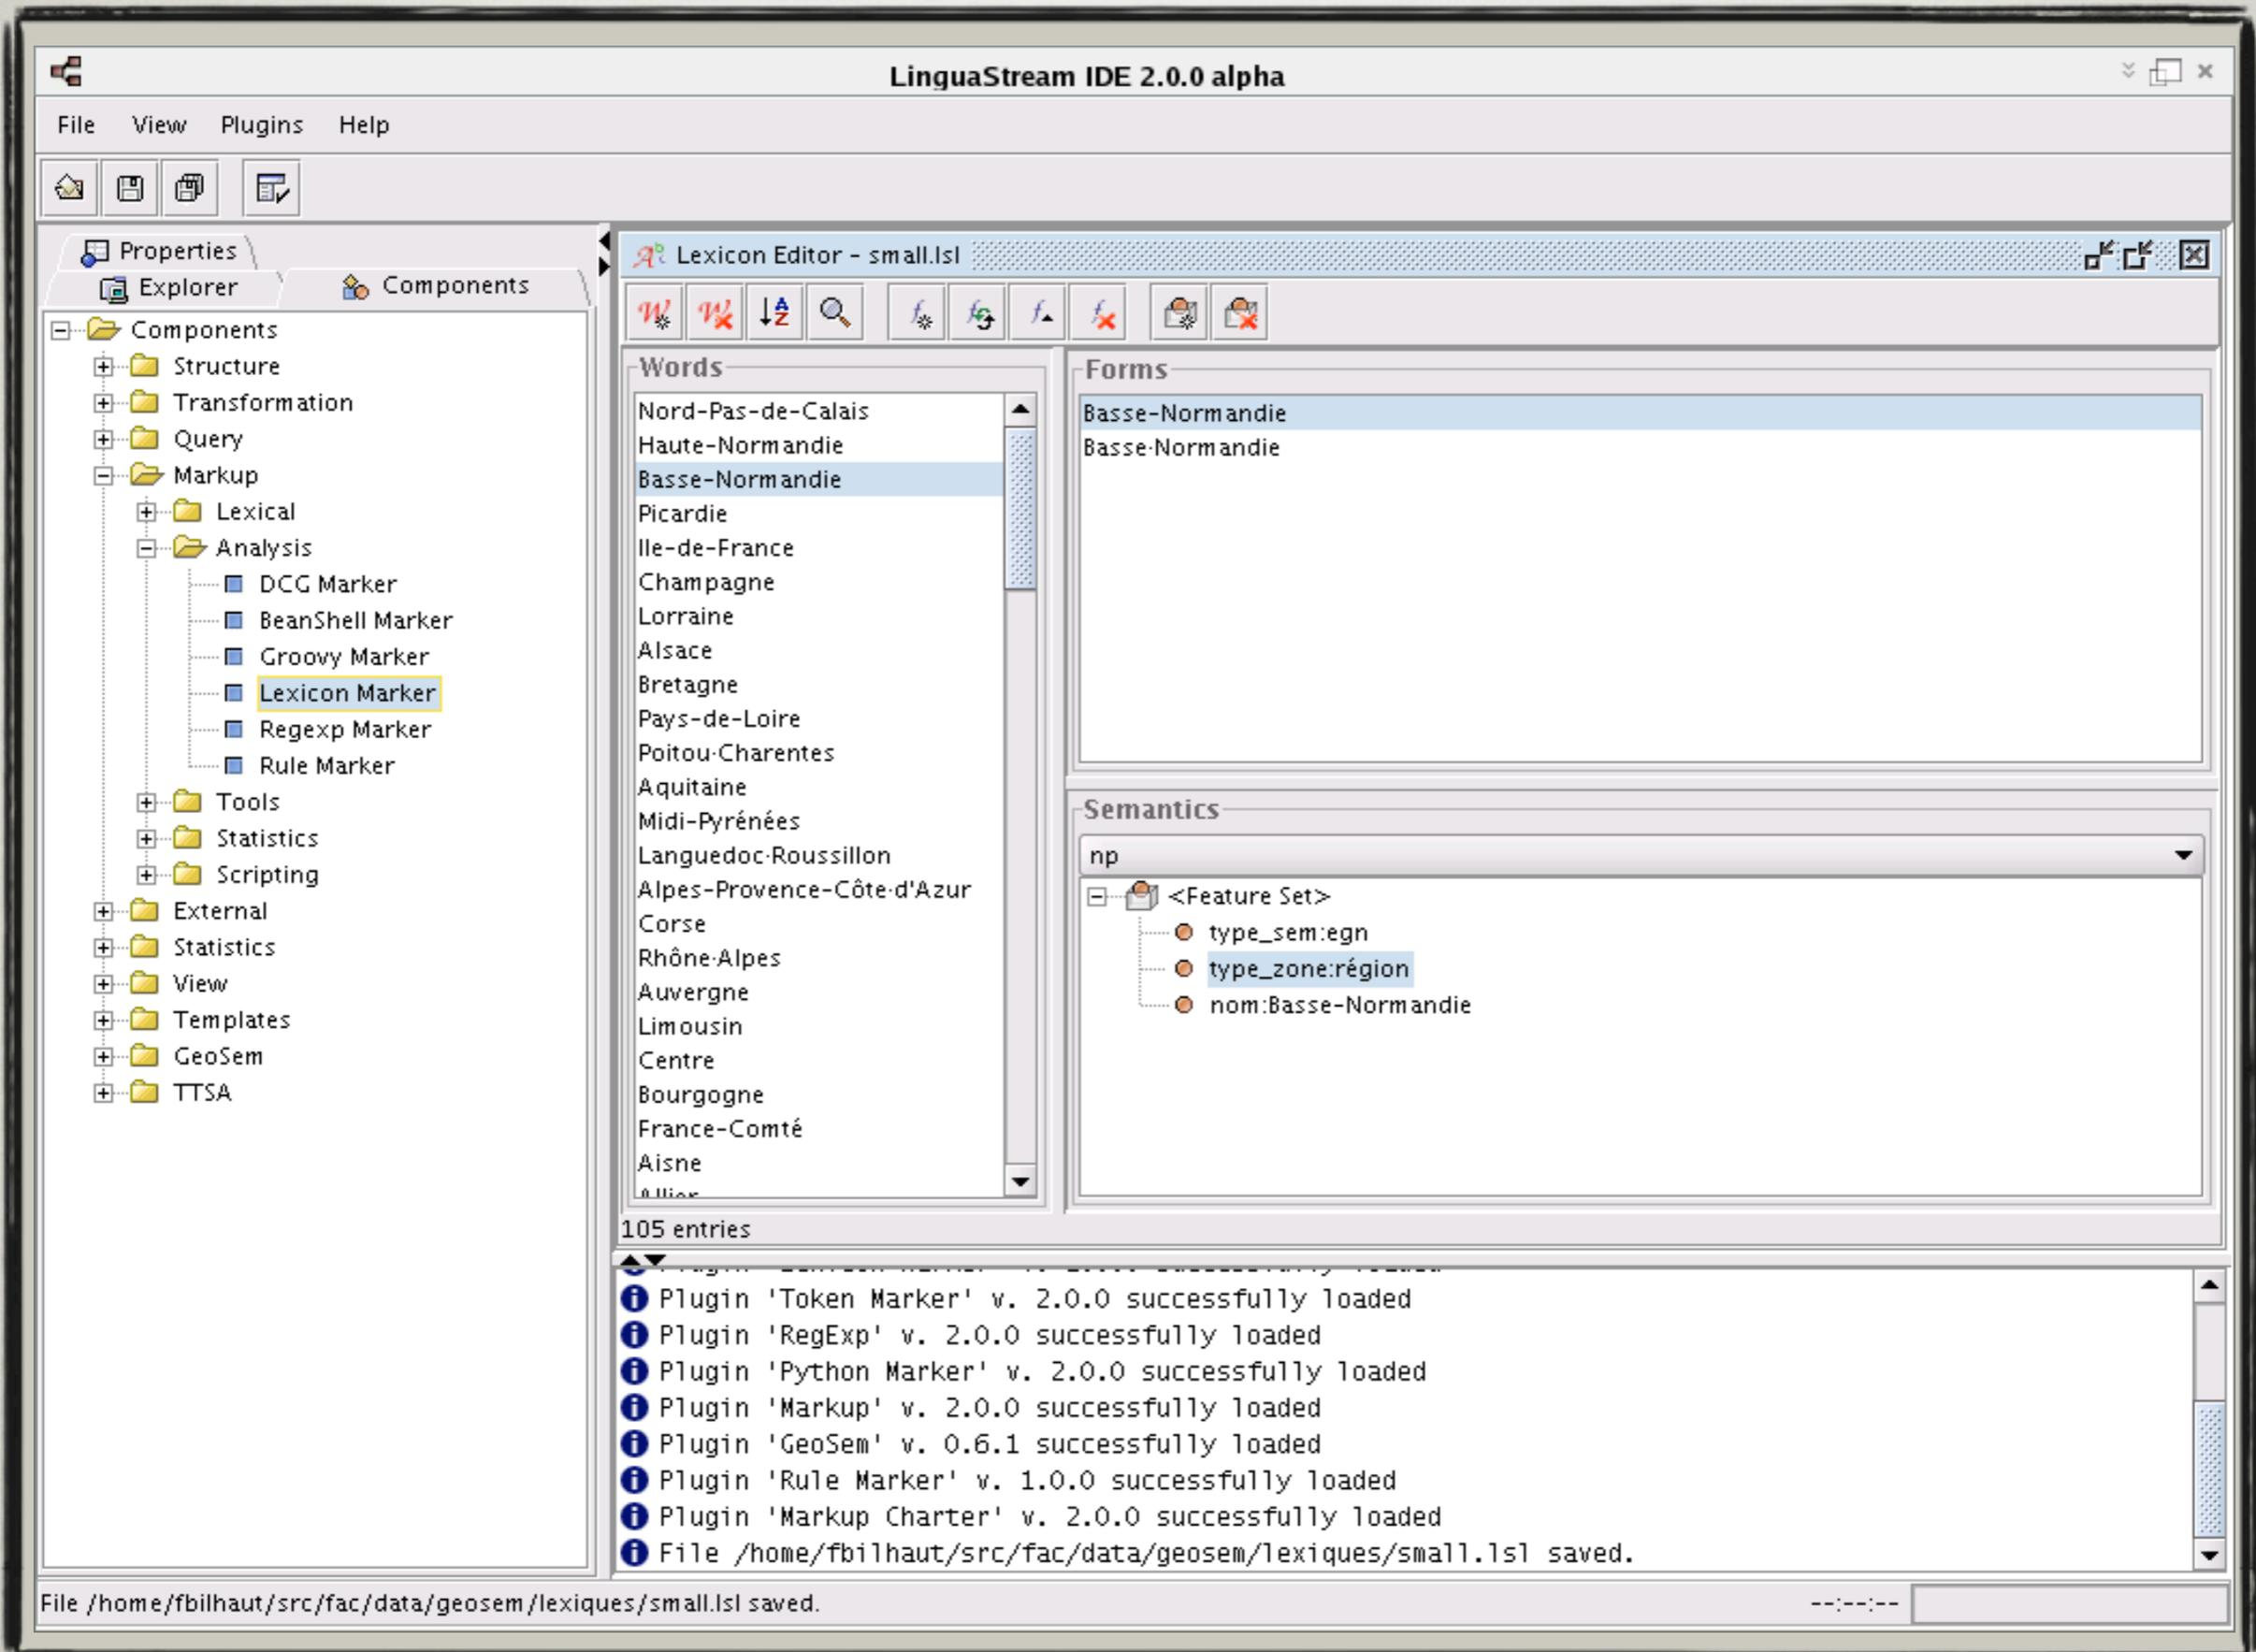 LinguaStream IDE 2.0.0 alpha
File View Plugins Help
Properties
Explorer Components
Components
Structure
Transformation
Query
Markup
Lexical
Analysis
DCG Marker
BeanShell Marker
Groovy Marker
Lexicon Marker
Regexp Marker
Rule Marker
Tools
Statistics
Scripting
External
Statistics
View
Templates
GeoSem
TTSA
Lexicon Editor - small.lsl
Words
Nord-Pas-de-Calais
Haute-Normandie
Basse-Normandie
Picardie
Ile-de-France
Champagne
Lorraine
Alsace
Bretagne
Pays-de-Loire
Poitou·Charentes
Aquitaine
Midi-Pyrénées
Languedoc·Roussillon
Alpes-Provence-Côte·d'Azur
Corse
Rhône·Alpes
Auvergne
Limousin
Centre
Bourgogne
France-Comté
Aisne
105 entries
Forms
Basse-Normandie
Basse·Normandie
Semantics
np
<Feature Set>
type_sem:egn
type_zone:région
nom:Basse-Normandie
Plugin 'Token Marker' v. 2.0.0 successfully loaded
Plugin 'RegExp' v. 2.0.0 successfully loaded
Plugin 'Python Marker' v. 2.0.0 successfully loaded
Plugin 'Markup' v. 2.0.0 successfully loaded
Plugin 'GeoSem' v. 0.6.1 successfully loaded
Plugin 'Rule Marker' v. 1.0.0 successfully loaded
Plugin 'Markup Charter' v. 2.0.0 successfully loaded
File /home/fbilhaut/src/fac/data/geosem/lexiques/small.lsl saved.
File /home/fbilhaut/src/fac/data/geosem/lexiques/small.lsl saved.
--:--:--